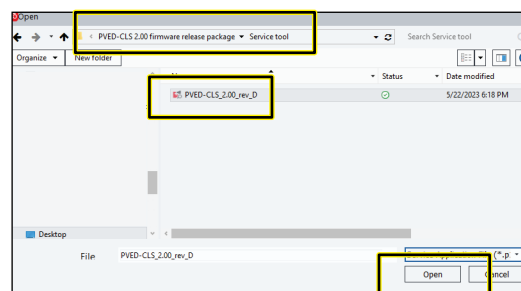 Open
PVED-CLS 2.00 firmware release package Service tool
Search Service tool
Organize New folder
Status Date modified
PVED-CLS_2.00_rev_D 5/22/2023 6:18 PM
Desktop
File PVED-CLS_2.00_rev_D
(*.p
Open Cancel